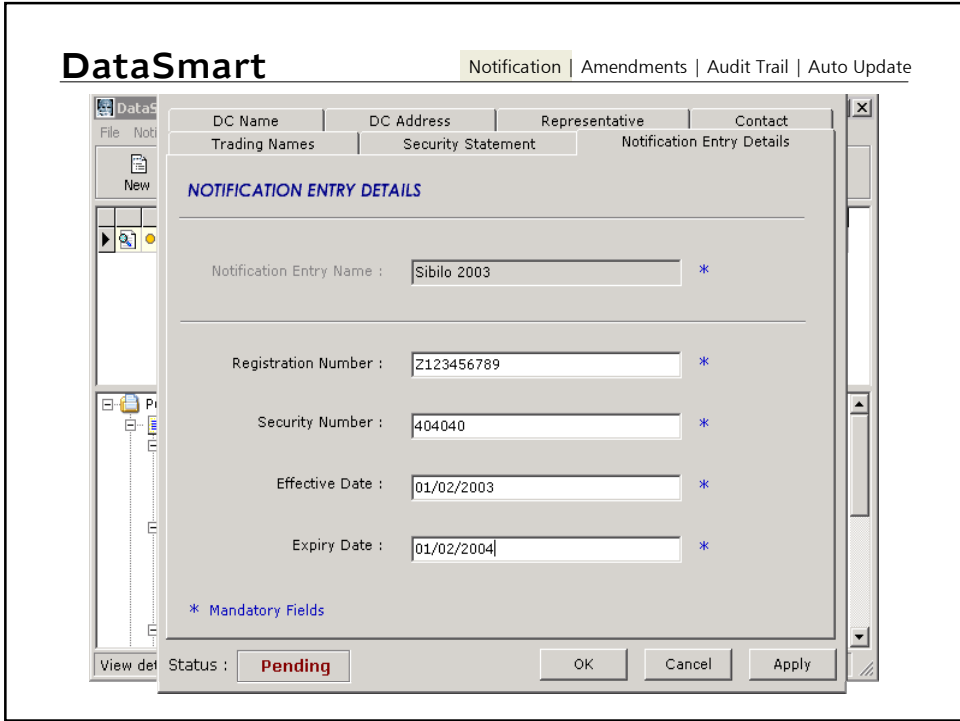 DataSmart
Notification | Amendments | Audit Trail | Auto Update
File
New
DC Name
DC Address
Representative
Contact
Trading Names
Security Statement
Notification Entry Details
NOTIFICATION ENTRY DETAILS
Notification Entry Name : Sibilo 2003 *
Registration Number : Z123456789 *
Security Number : 404040 *
Effective Date : 01/02/2003 *
Expiry Date : 01/02/2004 *
* Mandatory Fields
View
Status : Pending
OK
Cancel
Apply